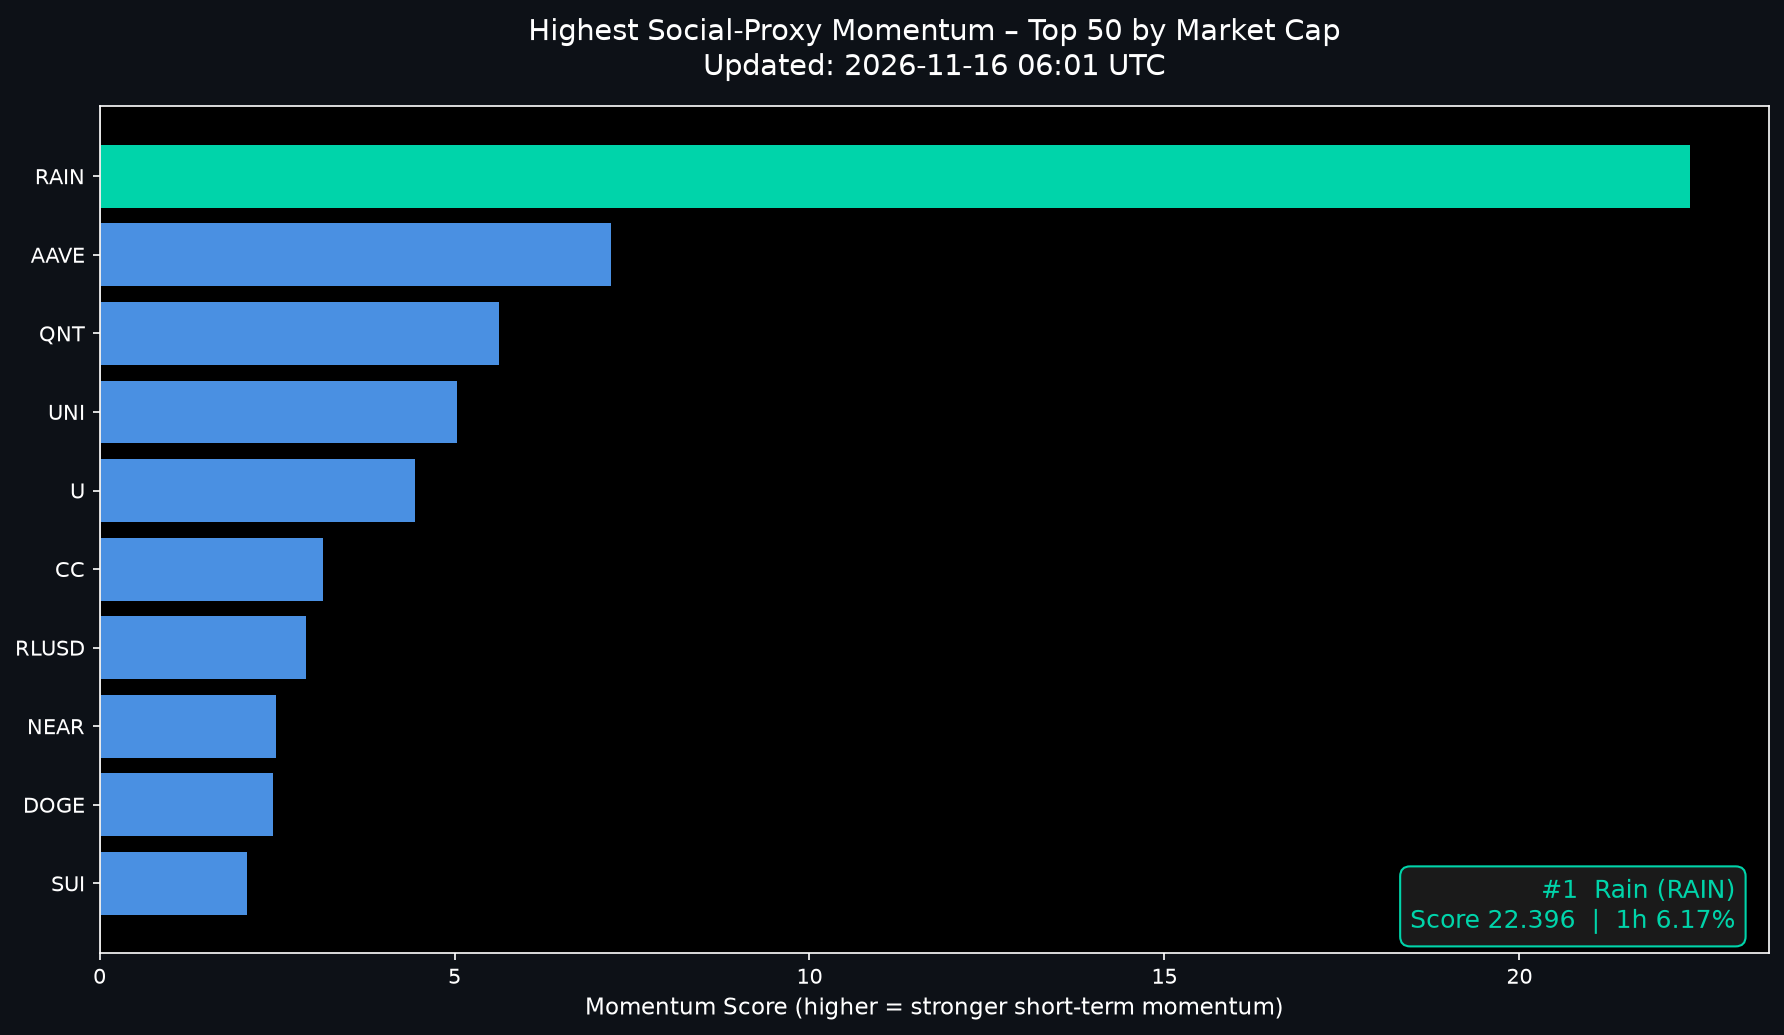 Highest Social-Proxy Momentum – Top 50 by Market Cap
Updated: 2026-11-16 06:01 UTC
RAIN
AAVE
QNT
UNI
U
CC
RLUSD
NEAR
DOGE
SUI
#1  Rain (RAIN)
Score 22.396  |  1h 6.17%
0
5
10
15
20
Momentum Score (higher = stronger short-term momentum)